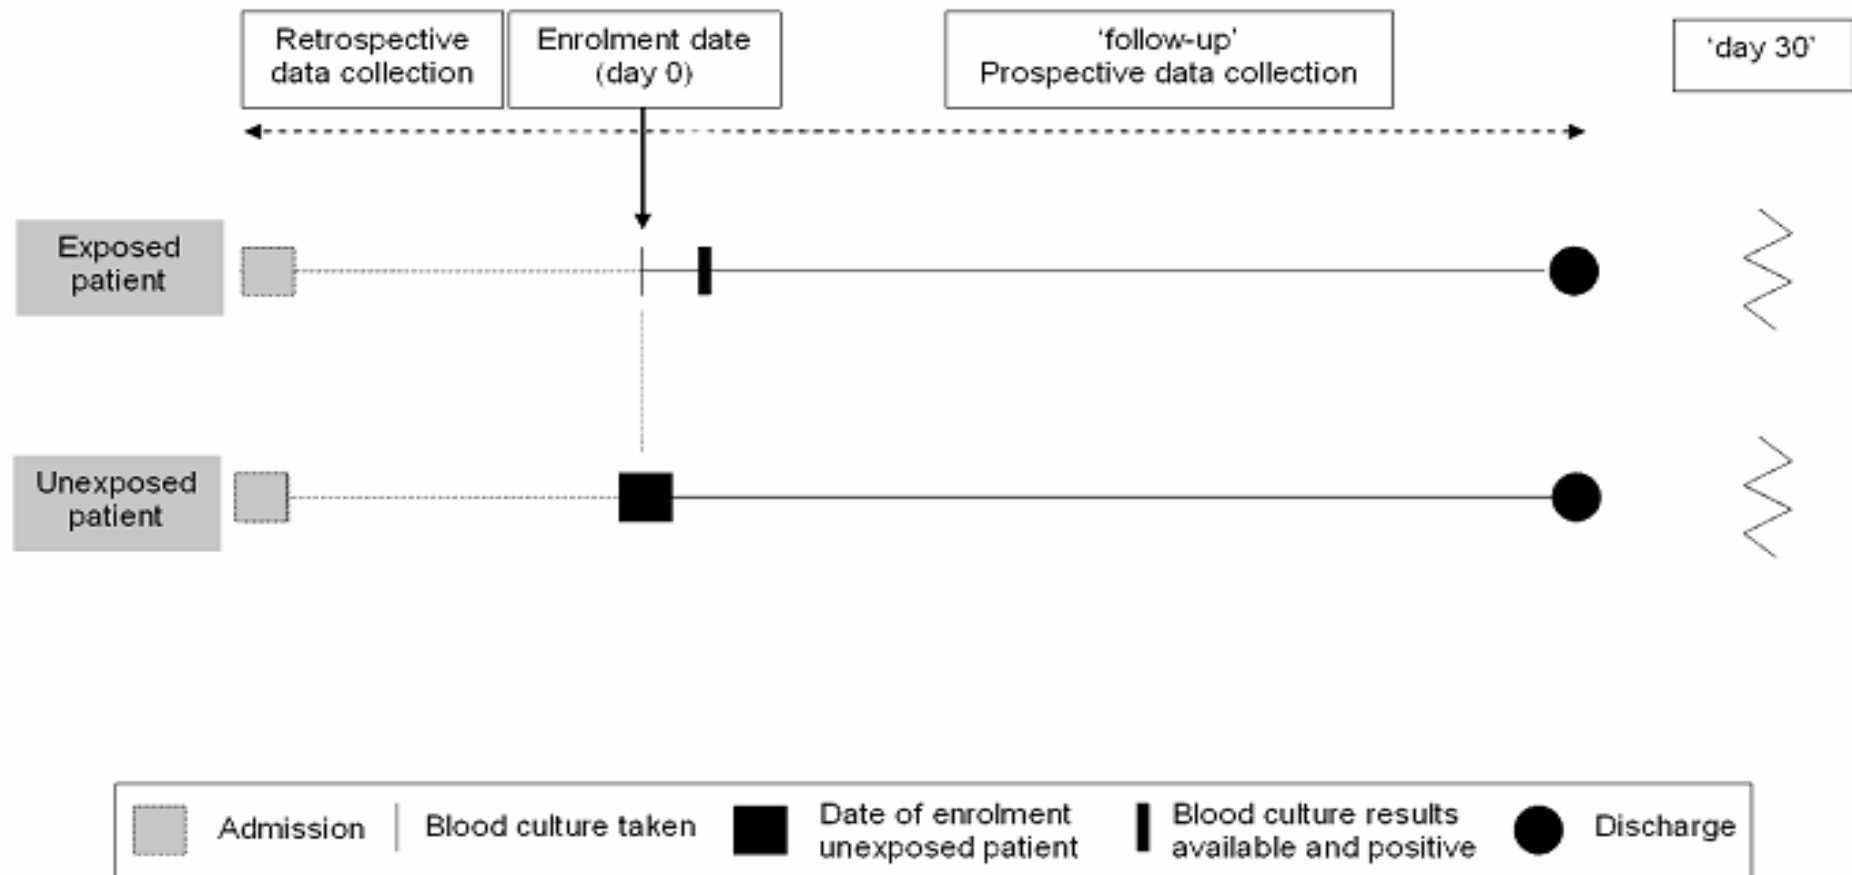 Retrospective
data collection
Enrolment date
(day 0)
‘follow-up’
Prospective data collection
‘day 30’
Exposed
patient
Unexposed
patient
Admission
Blood culture taken
Date of enrolment
unexposed patient
Blood culture results
available and positive
Discharge